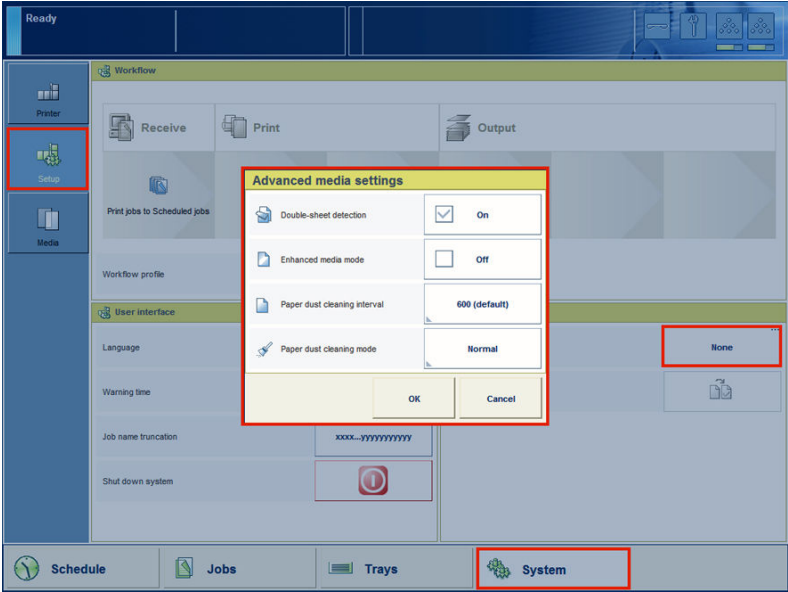 Ready
Workflow
Printer
Receive
Print
Output
Setup
Print jobs to Scheduled jobs
Media
Workflow profile
Advanced media settings
Double-sheet detection
On
Enhanced media mode
Off
Paper dust cleaning interval
600 (default)
Paper dust cleaning mode
Normal
OK
Cancel
User interface
Language
None
Warning time
Job name truncation
xxxx...yyyyyyyyyyy
Shut down system
Schedule
Jobs
Trays
System